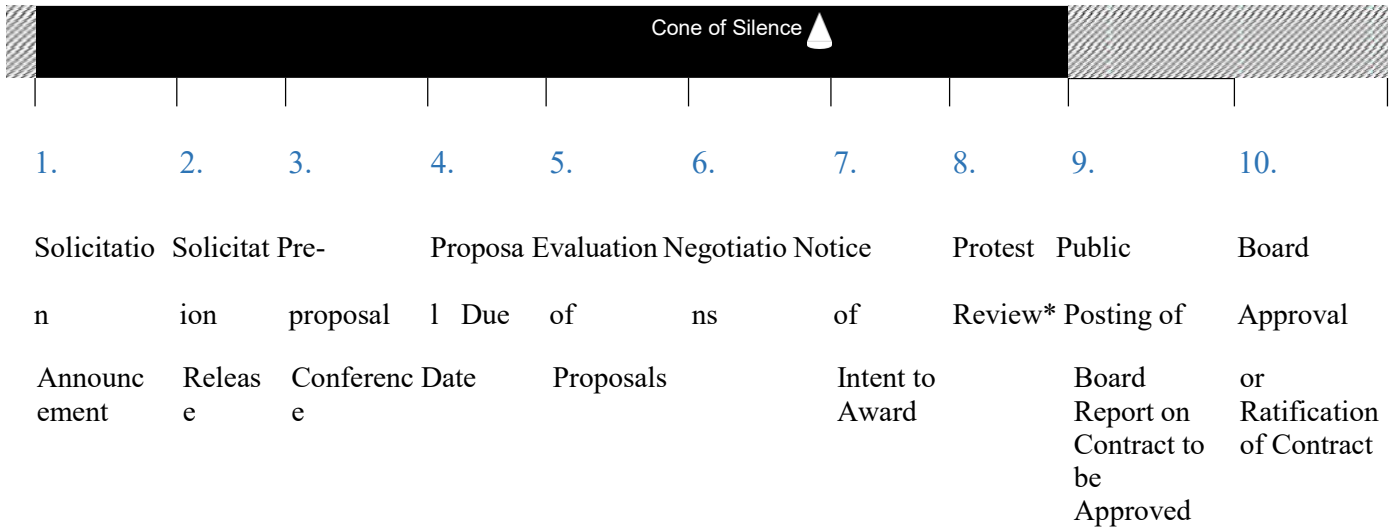 Cone of Silence
1. 2. 3. 4. 5. 6. 7. 8. 9. 10.
Solicitatio Solicitat Pre- Proposa Evaluation Negotiatio Notice Protest Public Board
n ion proposal l Due of ns of Review* Posting of Approval
Announc Releas Conferenc Date Proposals Intent to Board or
ement e e Award Report on Ratification
Contract to of Contract
be
Approved